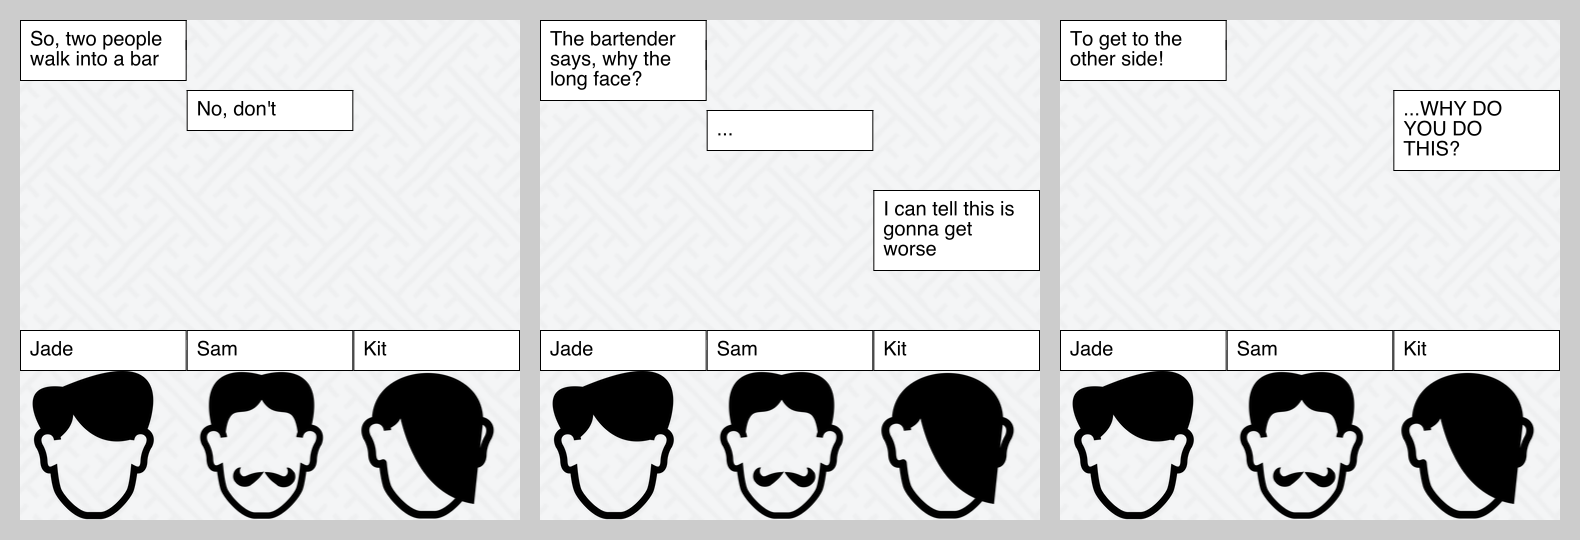 So, two people
walk into a bar
No, don't
Jade
Sam
Kit
The bartender
says, why the
long face?
...
I can tell this is
gonna get
worse
Jade
Sam
Kit
To get to the
other side!
...WHY DO
YOU DO
THIS?
Jade
Sam
Kit